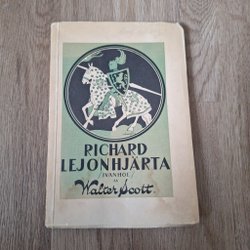 RICHARD
LEJONHJÄRTA
(IVANHOE)
AV
Walter Scott